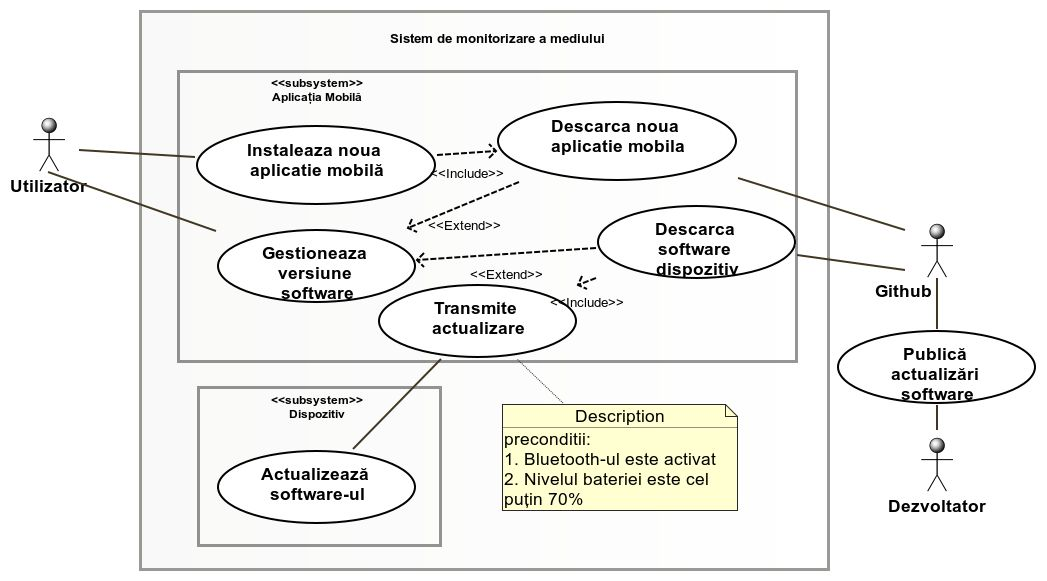 Sistem de monitorizare a mediului
<<subsystem>>
Aplicația Mobilă
Instaleaza noua
aplicatie mobilă
Descarca noua
aplicatie mobila
<<Include>>
Utilizator
<<Extend>>
Gestioneaza
versiune
software
Descarca
software
dispozitiv
<<Extend>>
<<Include>>
Transmite
actualizare
Github
Publică
actualizări
software
Dezvoltator
<<subsystem>>
Dispozitiv
Actualizează
software-ul
Description
preconditii:
1. Bluetooth-ul este activat
2. Nivelul bateriei este cel
puțin 70%